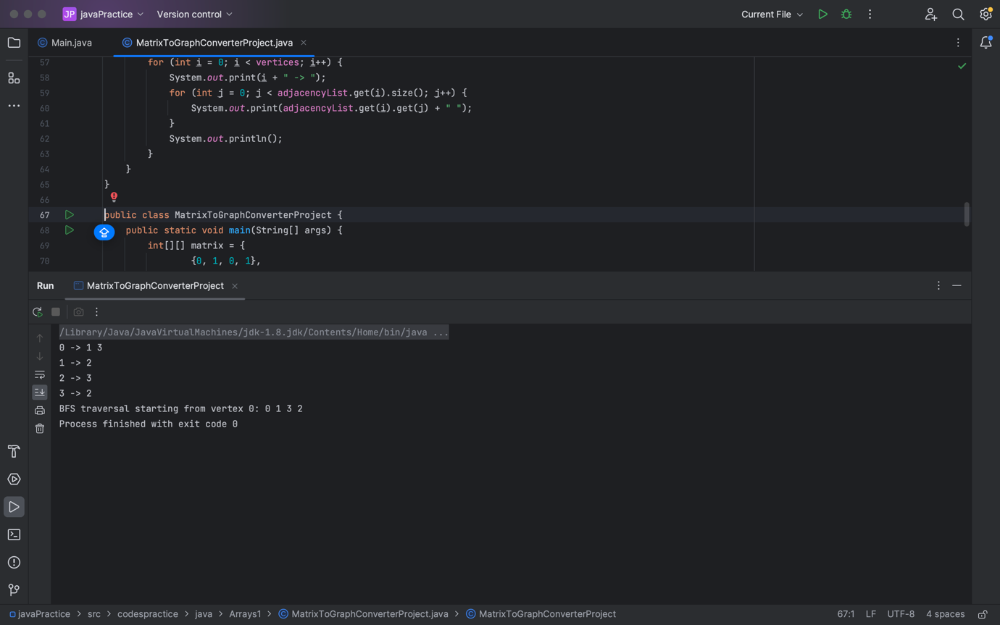 JP javaPractice Version control Current File
Main.java MatrixToGraphConverterProject.java
57 for (int i = 0; i < vertices; i++) {
58 System.out.print(i + " -> ");
59 for (int j = 0; j < adjacencyList.get(i).size(); j++) {
60 System.out.print(adjacencyList.get(i).get(j) + " ");
61 }
62 System.out.println();
63 }
64 }
65 }
66
67 public class MatrixToGraphConverterProject {
68 public static void main(String[] args) {
69 int[][] matrix = {
70 {0, 1, 0, 1},
Run MatrixToGraphConverterProject
/Library/Java/JavaVirtualMachines/jdk-1.8.jdk/Contents/Home/bin/java ...
0 -> 1 3
1 -> 2
2 -> 3
3 -> 2
BFS traversal starting from vertex 0: 0 1 3 2
Process finished with exit code 0
javaPractice > src > codespractice > java > Arrays1 > MatrixToGraphConverterProject.java > MatrixToGraphConverterProject 67:1 LF UTF-8 4 spaces